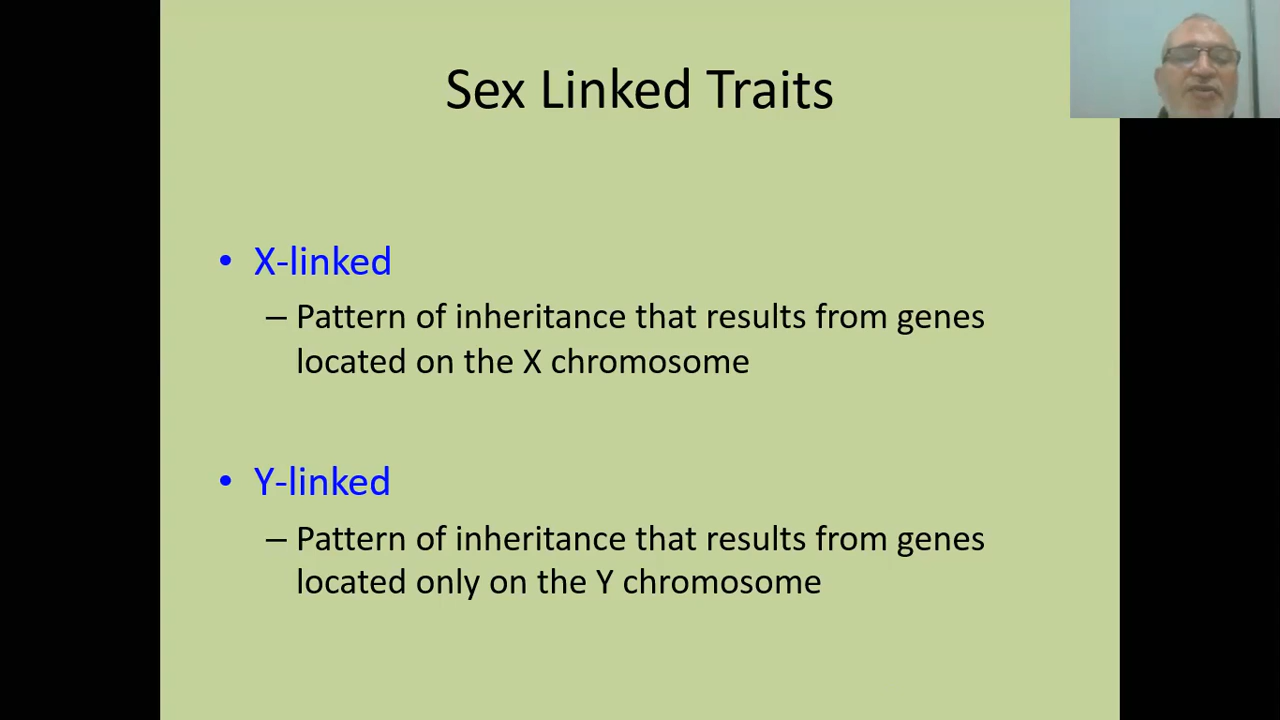 Sex Linked Traits
• X-linked
– Pattern of inheritance that results from genes
located on the X chromosome
• Y-linked
– Pattern of inheritance that results from genes
located only on the Y chromosome